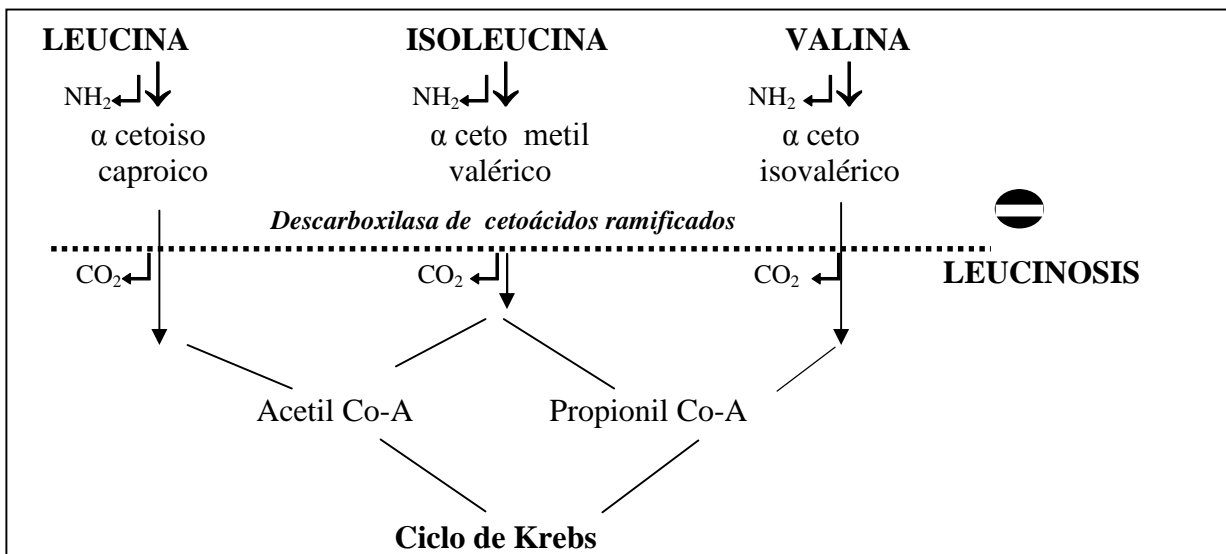 LEUCINA ISOLEUCINA VALINA
NH2 NH2 NH2
α cetoiso α ceto metil α ceto
caproico valérico isovalérico
Descarboxilasa de cetoácidos ramificados
CO2 CO2 CO2 LEUCINOSIS
Acetil Co-A Propionil Co-A
Ciclo de Krebs